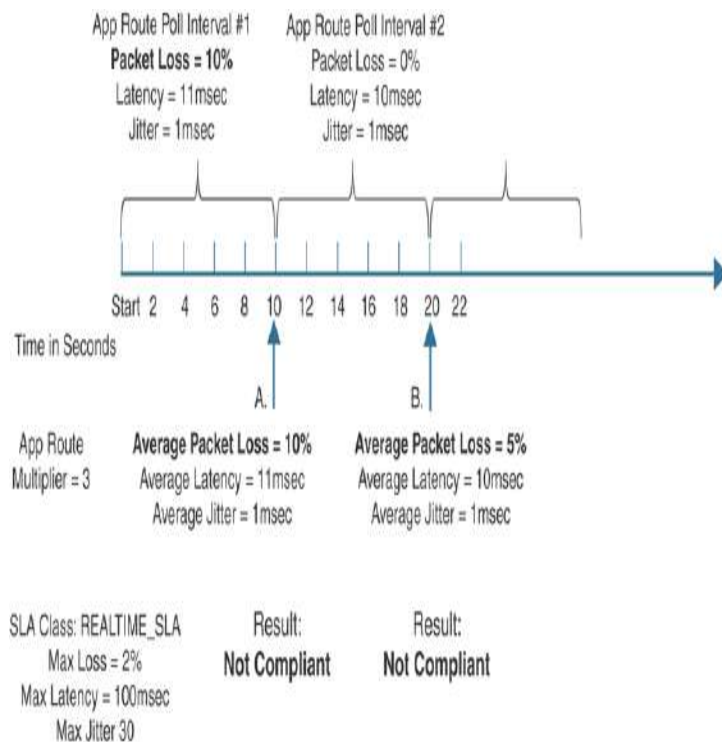 App Route Poll Interval #1
Packet Loss = 10%
Latency = 11msec
Jitter = 1msec
App Route Poll Interval #2
Packet Loss = 0%
Latency = 10msec
Jitter = 1msec
Start 2 4 6 8 10 12 14 16 18 20 22
Time in Seconds
A.
B.
App Route
Multiplier = 3
Average Packet Loss = 10%
Average Latency = 11msec
Average Jitter = 1msec
Average Packet Loss = 5%
Average Latency = 10msec
Average Jitter = 1msec
SLA Class: REALTIME_SLA
Max Loss = 2%
Max Latency = 100msec
Max Jitter 30
Result:
Not Compliant
Result:
Not Compliant